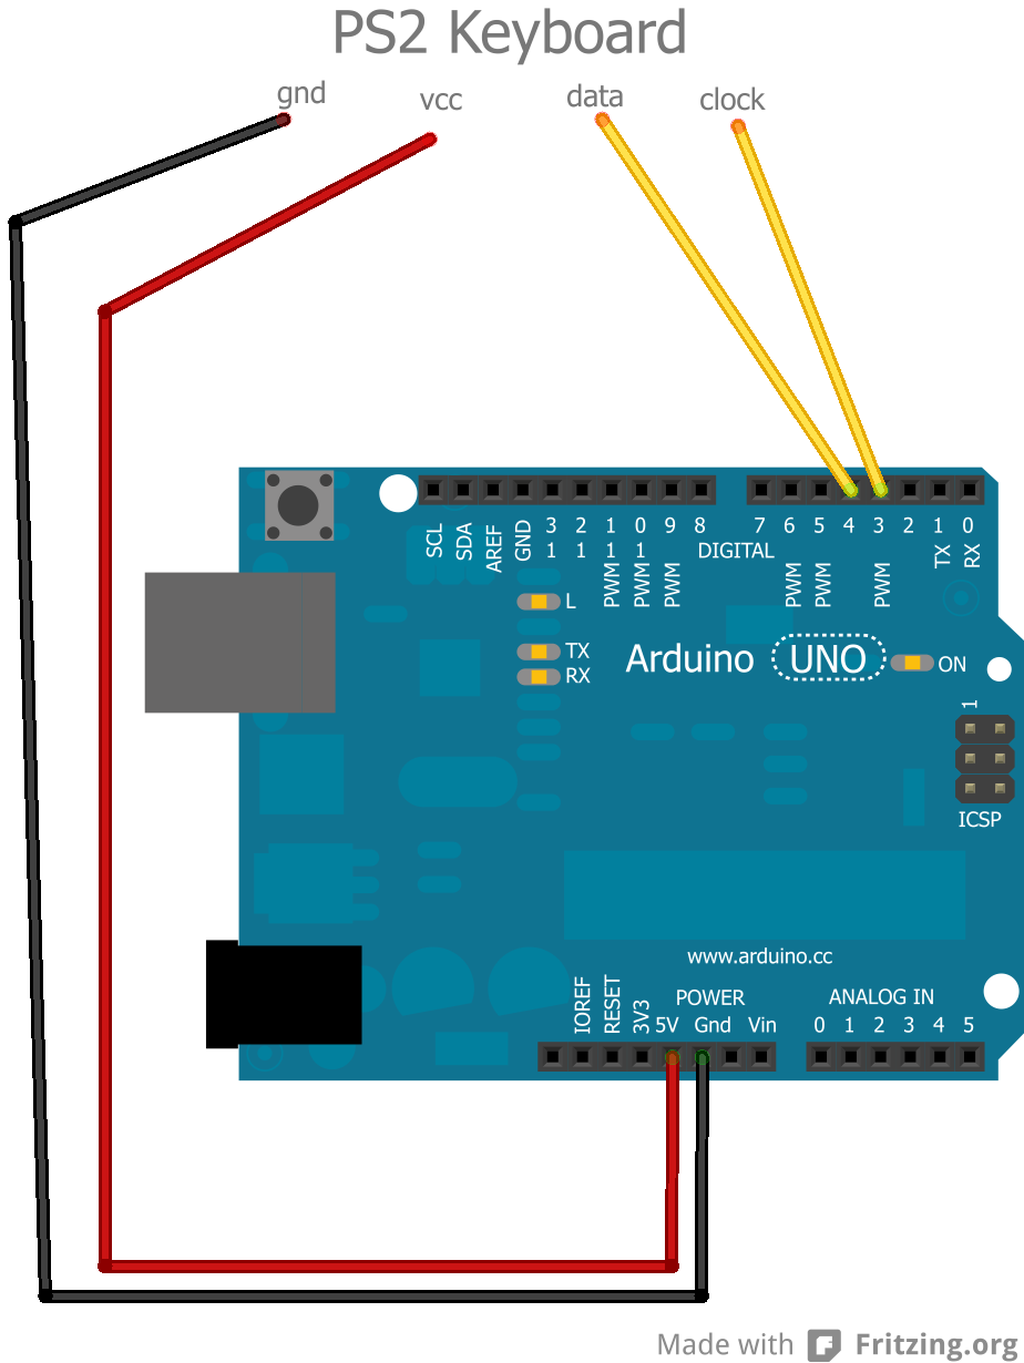 PS2 Keyboard
gnd vcc data clock
SCL SDA AREF GND 13 12 11 10 9 8 7 6 5 4 3 2 1 0
DIGITAL
PWM PWM PWM PWM PWM PWM TX RX
L
TX
RX
Arduino UNO
ON
1
ICSP
www.arduino.cc
POWER
ANALOG IN
IOREF RESET 3V3 5V Gnd Vin 0 1 2 3 4 5
Made with Fritzing.org